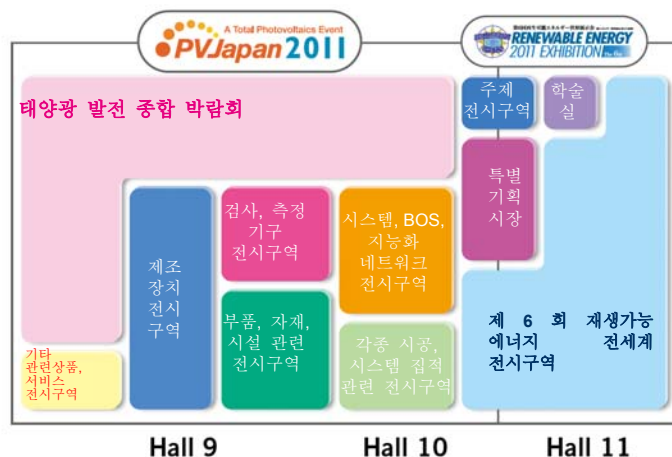 A Total Photovoltaics Event
PVJapan 2011
RENEWABLE ENERGY
2011 EXHIBITION
태양광 발전 종합 박람회
주제
전시구역
학술
실
특별
기획
시장
검사, 측정
기구
전시구역
시스템, BOS,
지능화
네트워크
전시구역
제조
장치
전시
구역
부품, 자재,
시설 관련
전시구역
각종 시공,
시스템 집적
관련 전시구역
제 6 회 재생가능
에너지 전세계
전시구역
기타
관련상품,
서비스
전시구역
Hall 9
Hall 10
Hall 11